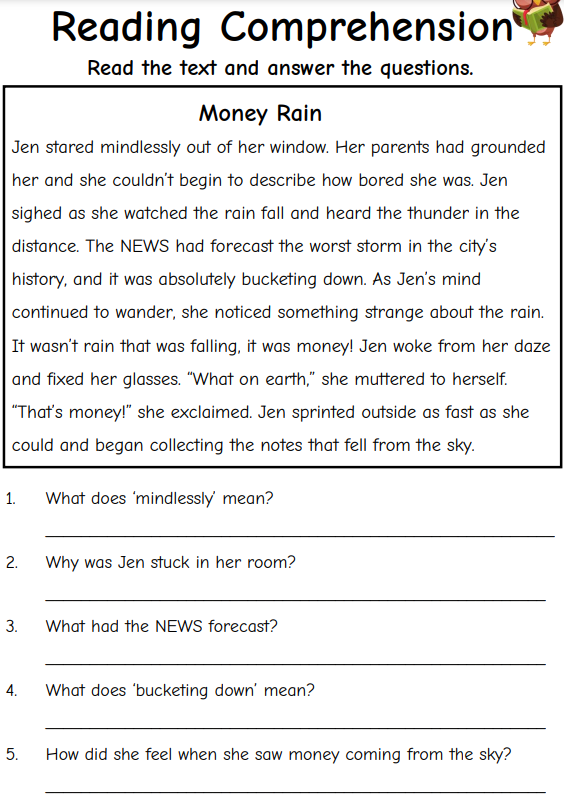 Reading Comprehension
Read the text and answer the questions.
Money Rain
Jen stared mindlessly out of her window. Her parents had grounded
her and she couldn't begin to describe how bored she was. Jen
sighed as she watched the rain fall and heard the thunder in the
distance. The NEWS had forecast the worst storm in the city's
history, and it was absolutely bucketing down. As Jen's mind
continued to wander, she noticed something strange about the rain.
It wasn't rain that was falling, it was money! Jen woke from her daze
and fixed her glasses. “What on earth,” she muttered to herself.
“That's money!” she exclaimed. Jen sprinted outside as fast as she
could and began collecting the notes that fell from the sky.
1. What does ‘mindlessly’ mean?
2. Why was Jen stuck in her room?
3. What had the NEWS forecast?
4. What does ‘bucketing down’ mean?
5. How did she feel when she saw money coming from the sky?